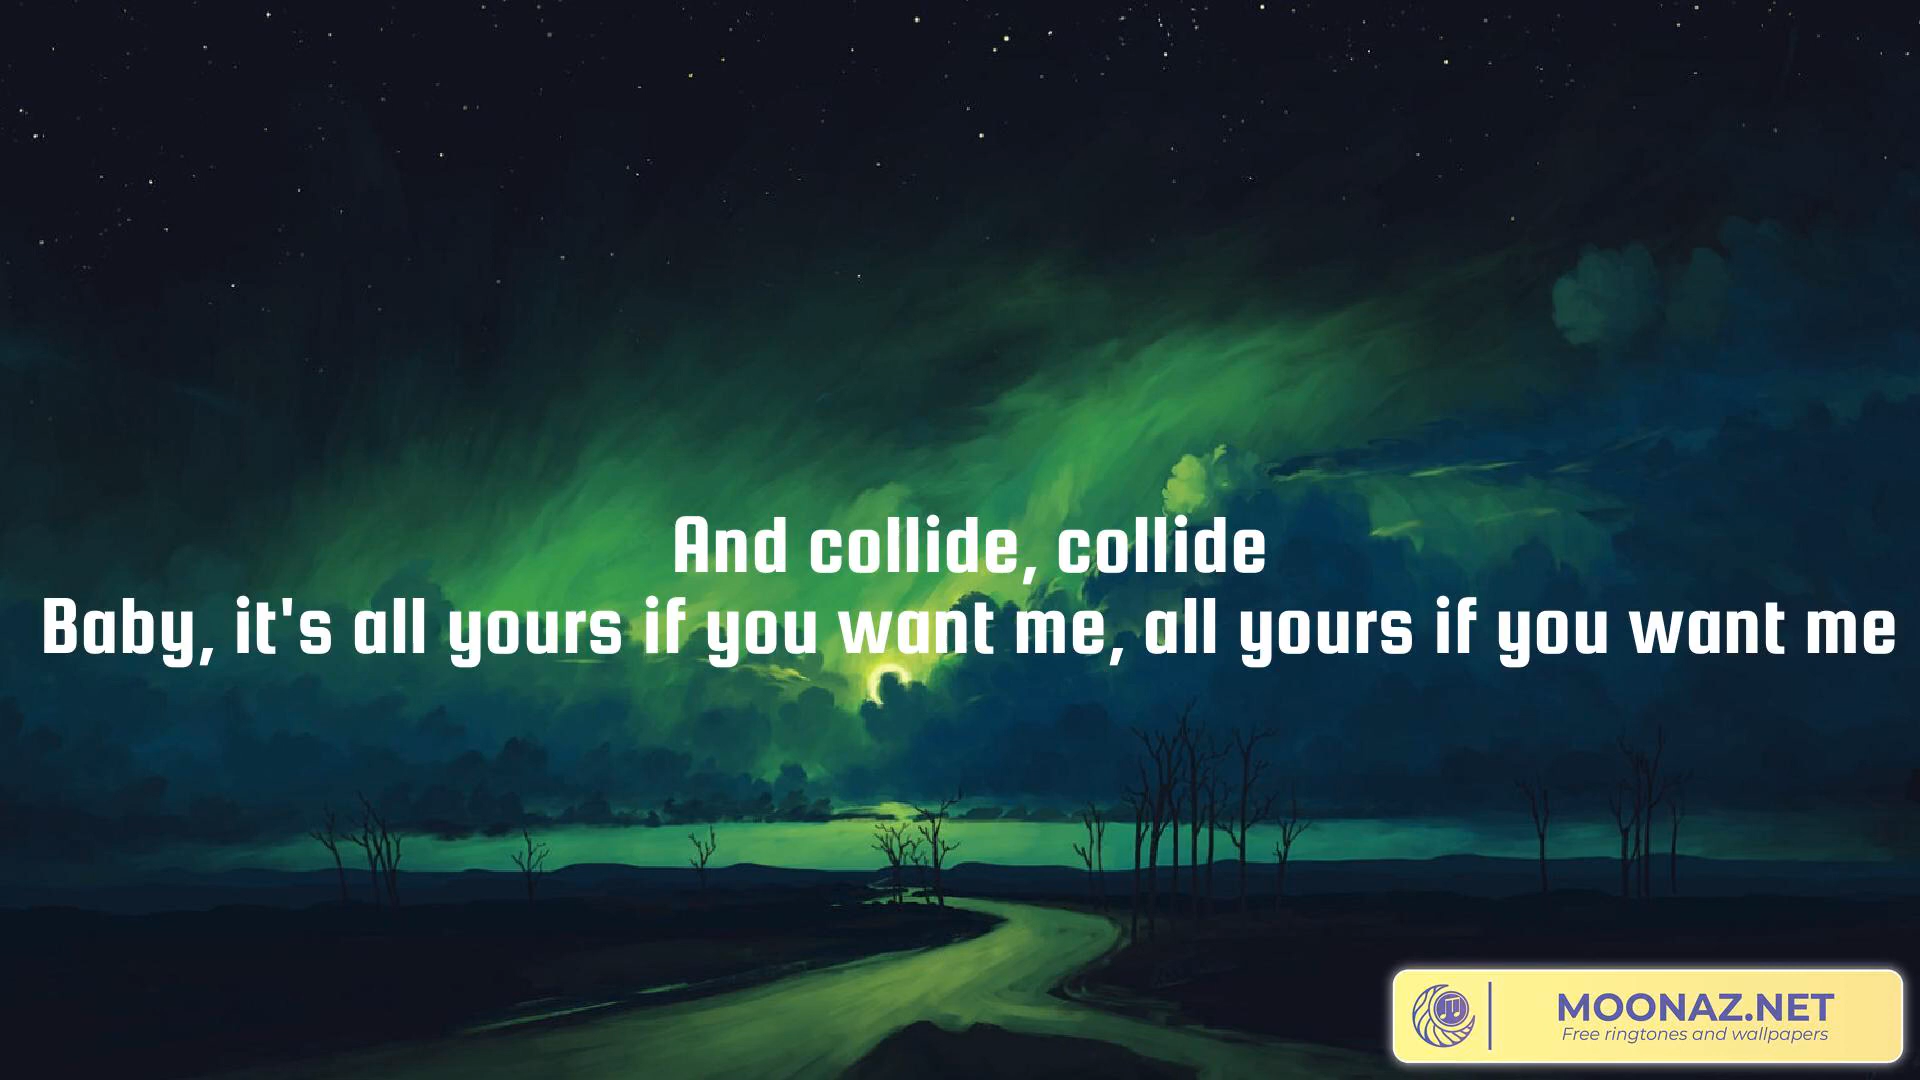 And collide, collide
Baby, it's all yours if you want me, all yours if you want me
MOONAZ.NET
Free ringtones and wallpapers